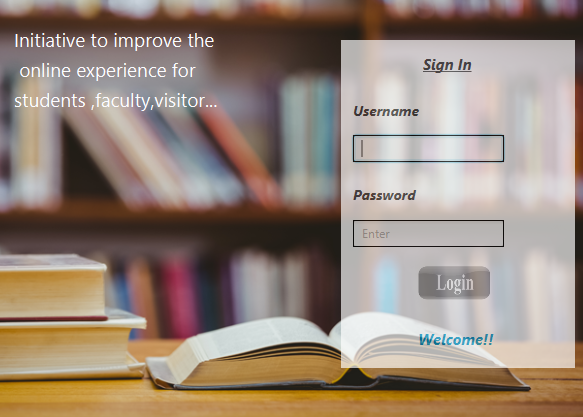 Initiative to improve the
online experience for
students ,faculty,visitor...
Sign In
Username
Password
Enter
Login
Welcome!!